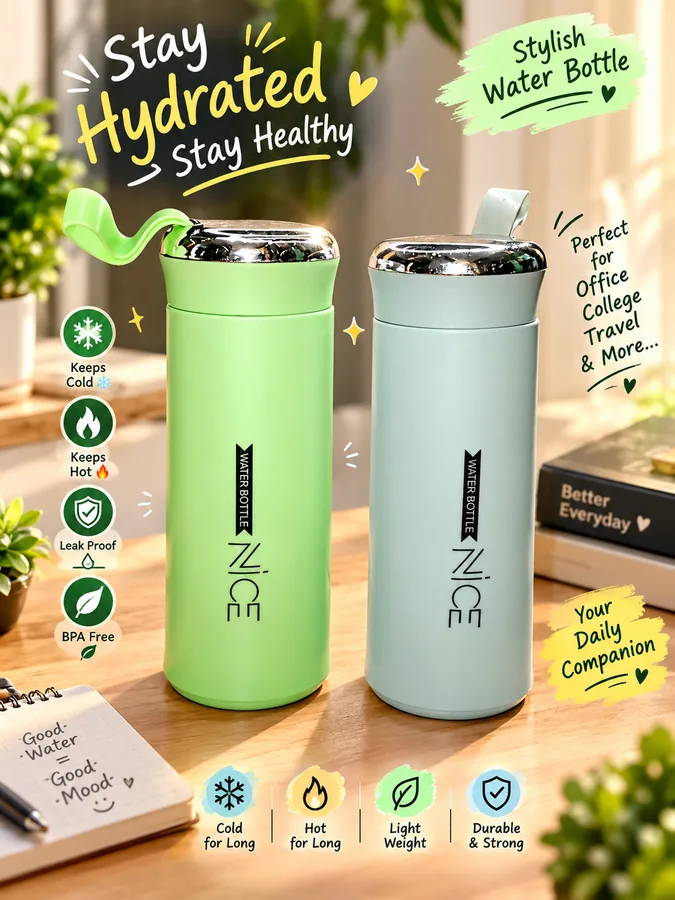 Stay
Hydrated
Stay Healthy
Stylish
Water Bottle
Perfect
for
Office
College
Travel
& More...
Keeps
Cold ❄️
Keeps
Hot 🔥
Leak Proof
BPA Free
WATER BOTTLE
NICE
WATER BOTTLE
NICE
Better
Everyday
Your
Daily
Companion
Good
Water
=
Good
Mood
Cold
for Long
Hot
for Long
Light
Weight
Durable
& Strong